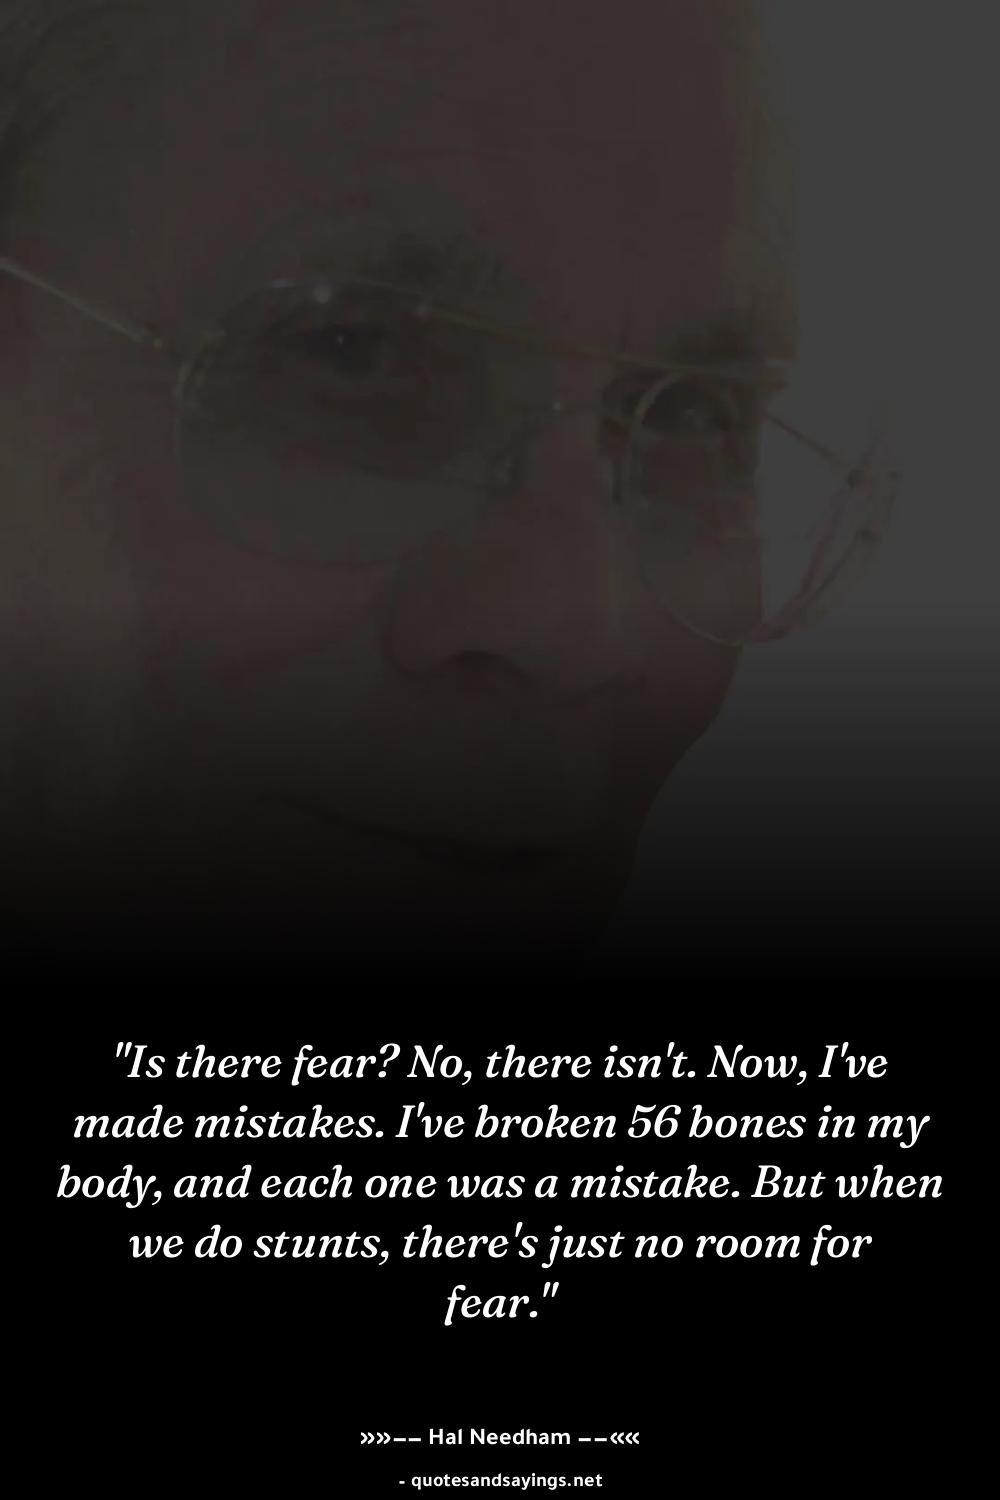 "Is there fear? No, there isn't. Now, I've
made mistakes. I've broken 56 bones in my
body, and each one was a mistake. But when
we do stunts, there's just no room for
fear."
»»–– Hal Needham ––««
- quotesandsayings.net